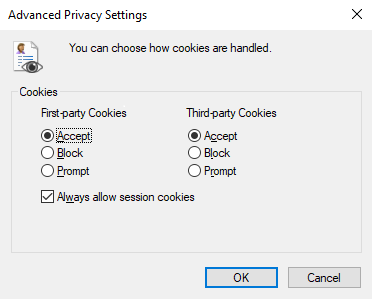 Advanced Privacy Settings
You can choose how cookies are handled.
Cookies
First-party Cookies Third-party Cookies
Accept Accept
Block Block
Prompt Prompt
Always allow session cookies
OK Cancel